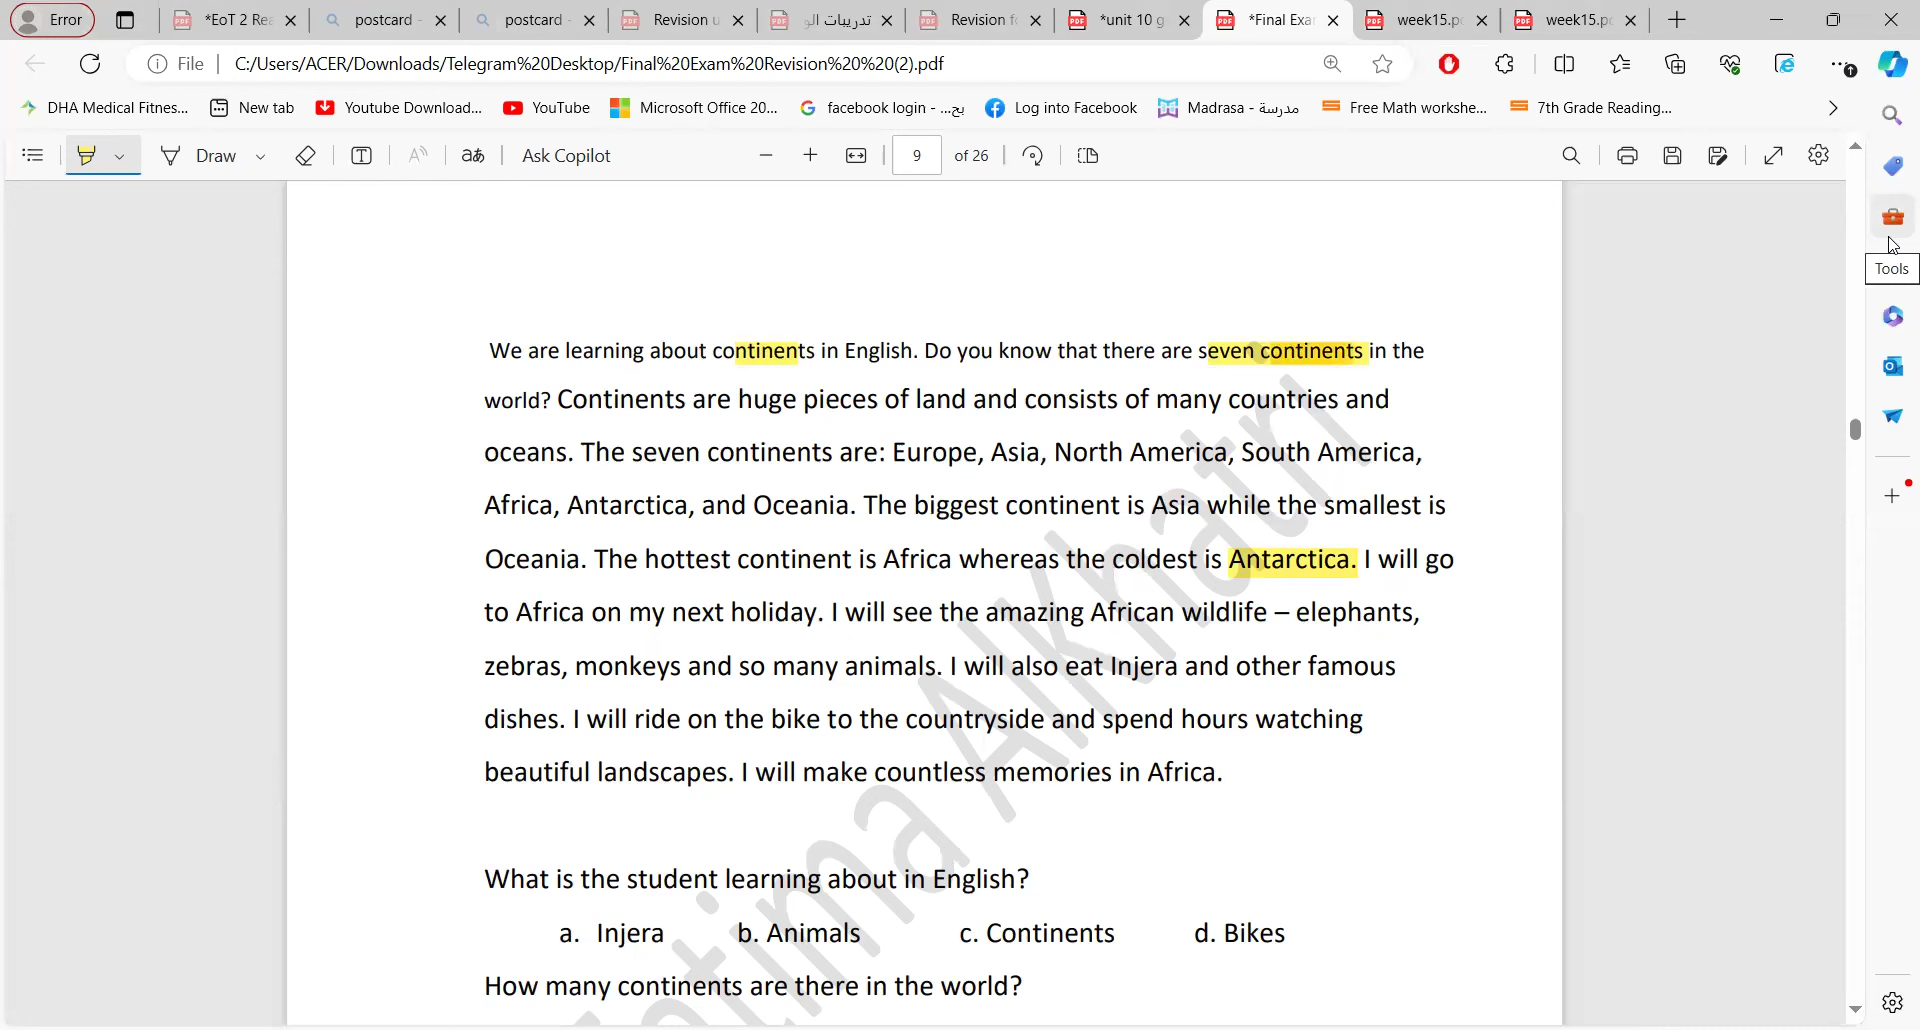 Error
*EoT 2 Rea
postcard -
postcard -
Revision u
تدريبات الو
Revision fo
*unit 10 g
*Final Exa
week15.pd
week15.pd
File
C:/Users/ACER/Downloads/Telegram%20Desktop/Final%20Exam%20Revision%20%20(2).pdf
DHA Medical Fitnes...
New tab
Youtube Download...
YouTube
Microsoft Office 20...
facebook login - ...بح
Log into Facebook
Madrasa - مدرسة
Free Math workshe...
7th Grade Reading...
Draw
Ask Copilot
9
of 26
Tools
We are learning about continents in English. Do you know that there are seven continents in the
world? Continents are huge pieces of land and consists of many countries and
oceans. The seven continents are: Europe, Asia, North America, South America,
Africa, Antarctica, and Oceania. The biggest continent is Asia while the smallest is
Oceania. The hottest continent is Africa whereas the coldest is Antarctica. I will go
to Africa on my next holiday. I will see the amazing African wildlife – elephants,
zebras, monkeys and so many animals. I will also eat Injera and other famous
dishes. I will ride on the bike to the countryside and spend hours watching
beautiful landscapes. I will make countless memories in Africa.
What is the student learning about in English?
a. Injera b. Animals c. Continents d. Bikes
How many continents are there in the world?
Fatima AlKhatri